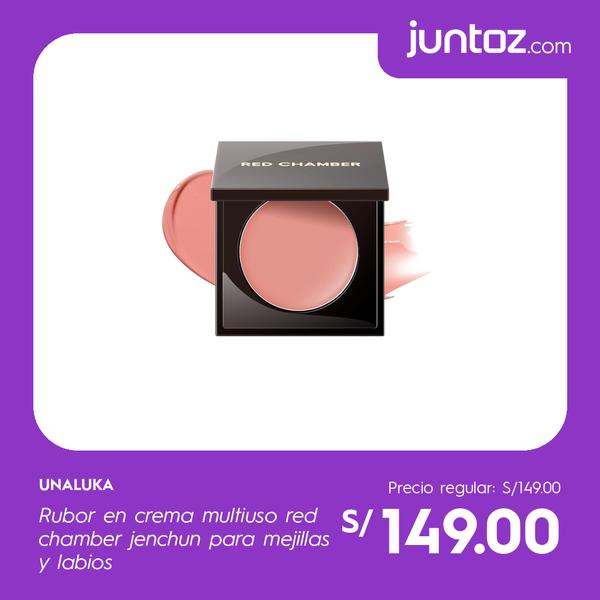 juntoz.com
RED CHAMBER
UNALUKA
Precio regular: S/149.00
Rubor en crema multiuso red
chamber jenchun para mejillas
y labios
S/149.00